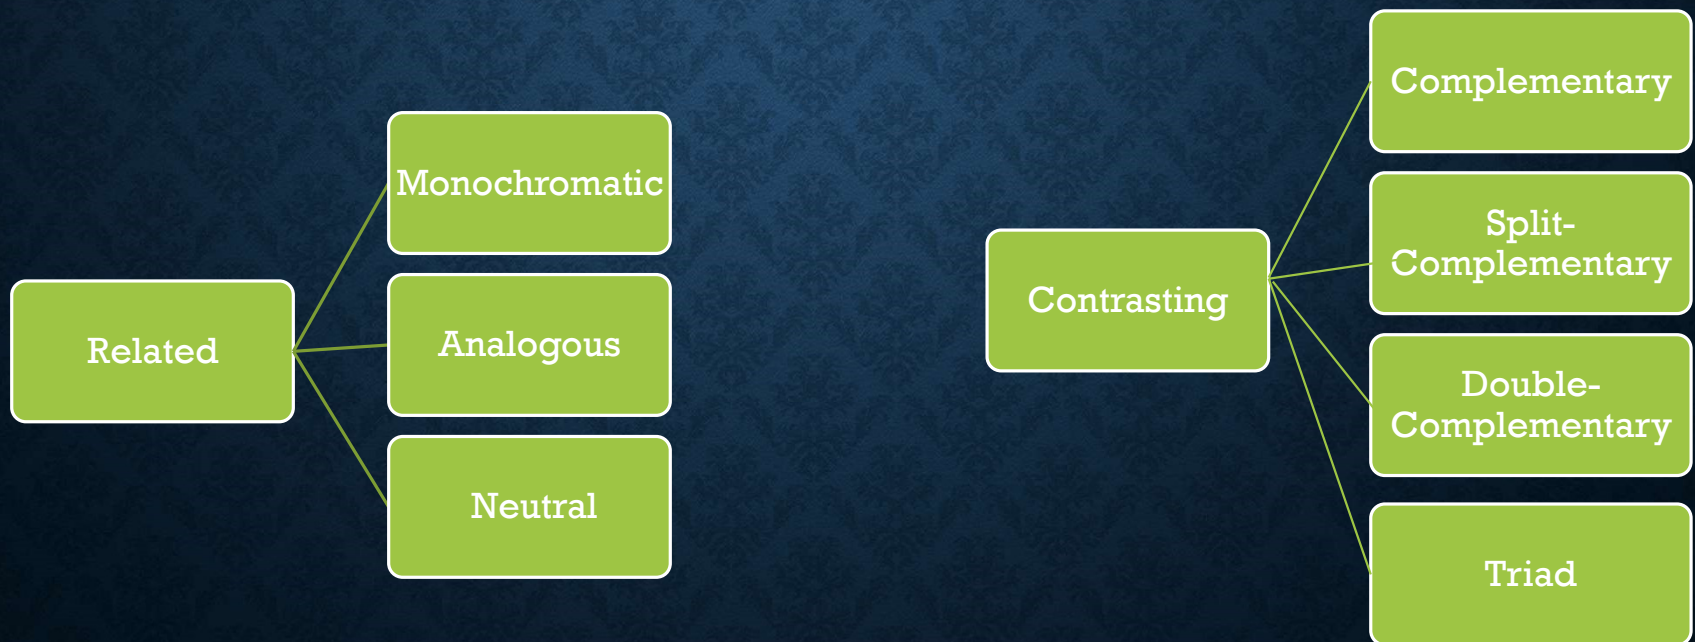 Related
Monochromatic
Analogous
Neutral
Contrasting
Complementary
Split-
Complementary
Double-
Complementary
Triad